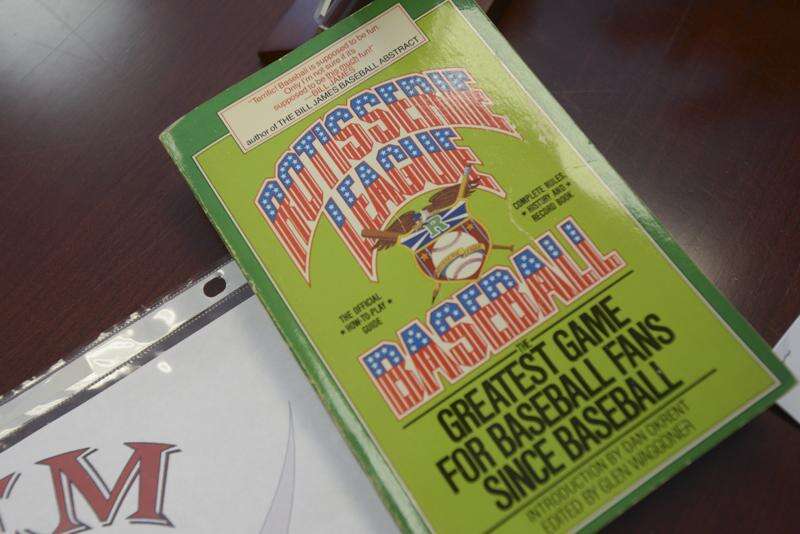 "Terrific! Baseball is supposed to be fun.
Only I'm not sure if it's
supposed to be this much fun!"
—BILL JAMES
author of THE BILL JAMES BASEBALL ABSTRACT
ROTISSERIE
LEAGUE
COMPLETE RULES,
HISTORY AND
RECORD BOOK
R
THE OFFICIAL
HOW-TO-PLAY
GUIDE
BASEBALL
THE
GREATEST GAME
FOR BASEBALL FANS
SINCE BASEBALL
INTRODUCTION BY DAN OKRENT
EDITED BY GLEN WAGGONER
M